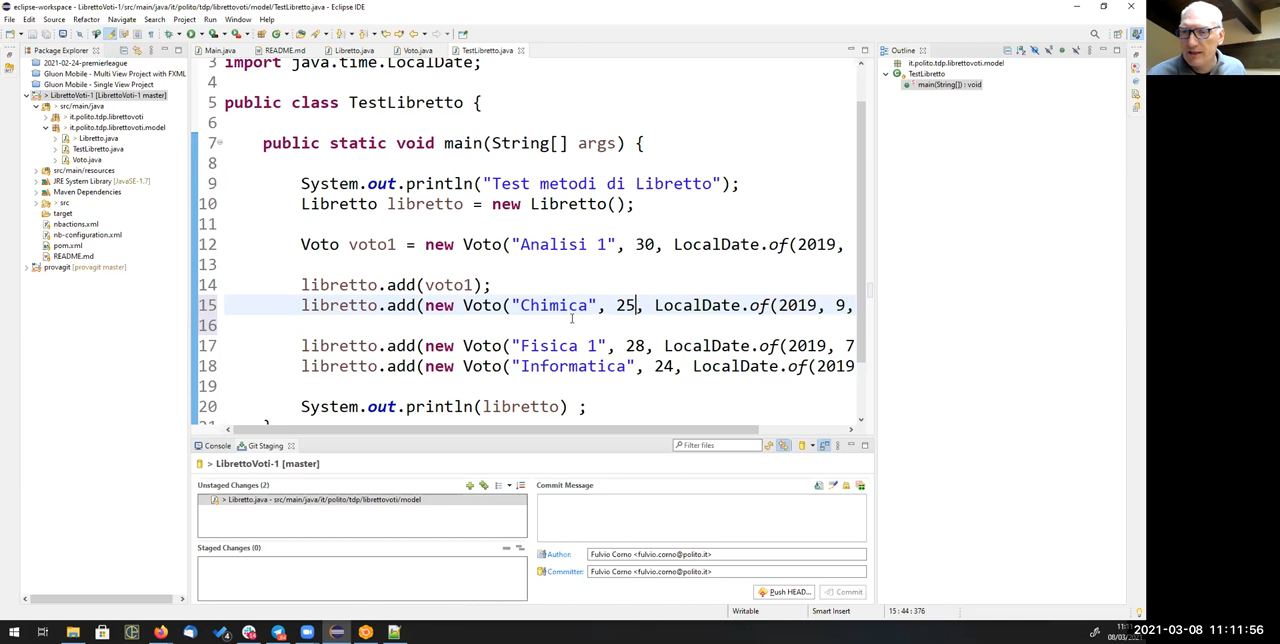 eclipse-workspace - LibrettoVoti-1/src/main/java/it/polito/tdp/librettovoti/model/TestLibretto.java - Eclipse IDE
File Edit Source Refactor Navigate Search Project Run Window Help
Package Explorer
Main.java README.md Libretto.java Voto.java TestLibretto.java
Outline
2021-02-24-premierleague
Gluon Mobile - Multi View Project with FXML
Gluon Mobile - Single View Project
> LibrettoVoti-1 [LibrettoVoti-1 master]
> src/main/java
> it.polito.tdp.librettovoti
> it.polito.tdp.librettovoti.model
> Libretto.java
TestLibretto.java
Voto.java
src/main/resources
JRE System Library [JavaSE-1.7]
Maven Dependencies
> src
target
nbactions.xml
nb-configuration.xml
pom.xml
README.md
provagit [provagit master]
3 import java.time.LocalDate;
4
5 public class TestLibretto {
6
7 public static void main(String[] args) {
8
9 System.out.println("Test metodi di Libretto");
10 Libretto libretto = new Libretto();
11
12 Voto voto1 = new Voto("Analisi 1", 30, LocalDate.of(2019,
13
14 libretto.add(voto1);
15 libretto.add(new Voto("Chimica", 25, LocalDate.of(2019, 9,
16
17 libretto.add(new Voto("Fisica 1", 28, LocalDate.of(2019, 7
18 libretto.add(new Voto("Informatica", 24, LocalDate.of(2019
19
20 System.out.println(libretto) ;
21 }
it.polito.tdp.librettovoti.model
TestLibretto
main(String[]) : void
Console Git Staging
Filter files
> LibrettoVoti-1 [master]
Unstaged Changes (2)
> Libretto.java - src/main/java/it/polito/tdp/librettovoti/model
Staged Changes (0)
Commit Message
Author: Fulvio Corno <fulvio.corno@polito.it>
Committer: Fulvio Corno <fulvio.corno@polito.it>
Push HEAD... Commit
Writable Smart Insert 15 : 44 : 376
11:11
08/03/2021
2021-03-08 11:11:56